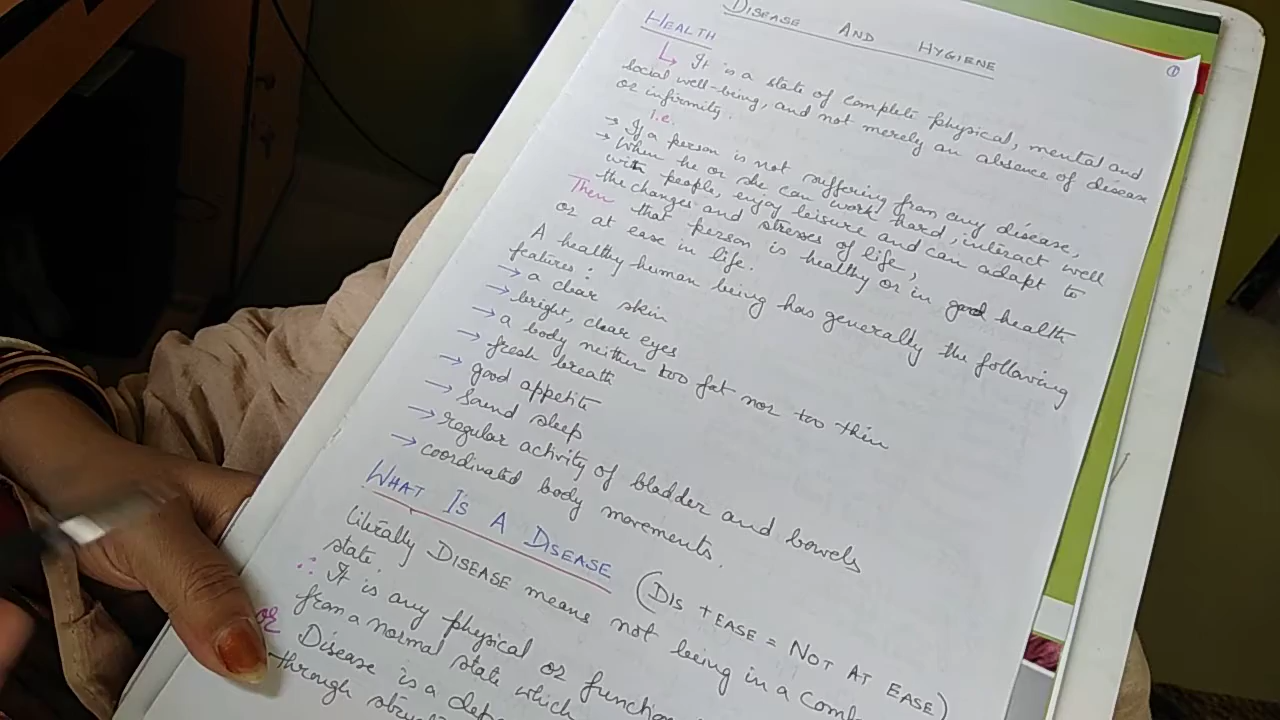 DISEASE AND HYGIENE
①
HEALTH
↳ It is a state of complete physical, mental and
social well-being, and not merely an absence of disease
or infirmity.
i.e.
→ If a person is not suffering from any disease,
→ When he or she can work hard, interact well
with people, enjoy leisure and can adapt to
the changes and stresses of life,
Then that person is healthy or in good health
or at ease in life.
A healthy human being has generally the following
features:
→ a clear skin
→ bright, clear eyes
→ a body neither too fat nor too thin
→ fresh breath
→ good appetite
→ sound sleep
→ regular activity of bladder and bowels
→ coordinated body movements.
WHAT IS A DISEASE (DIS + EASE = NOT AT EASE)
Literally DISEASE means not being in a
state.
∴ It is any physical or
from a normal state which
or Disease is a
through